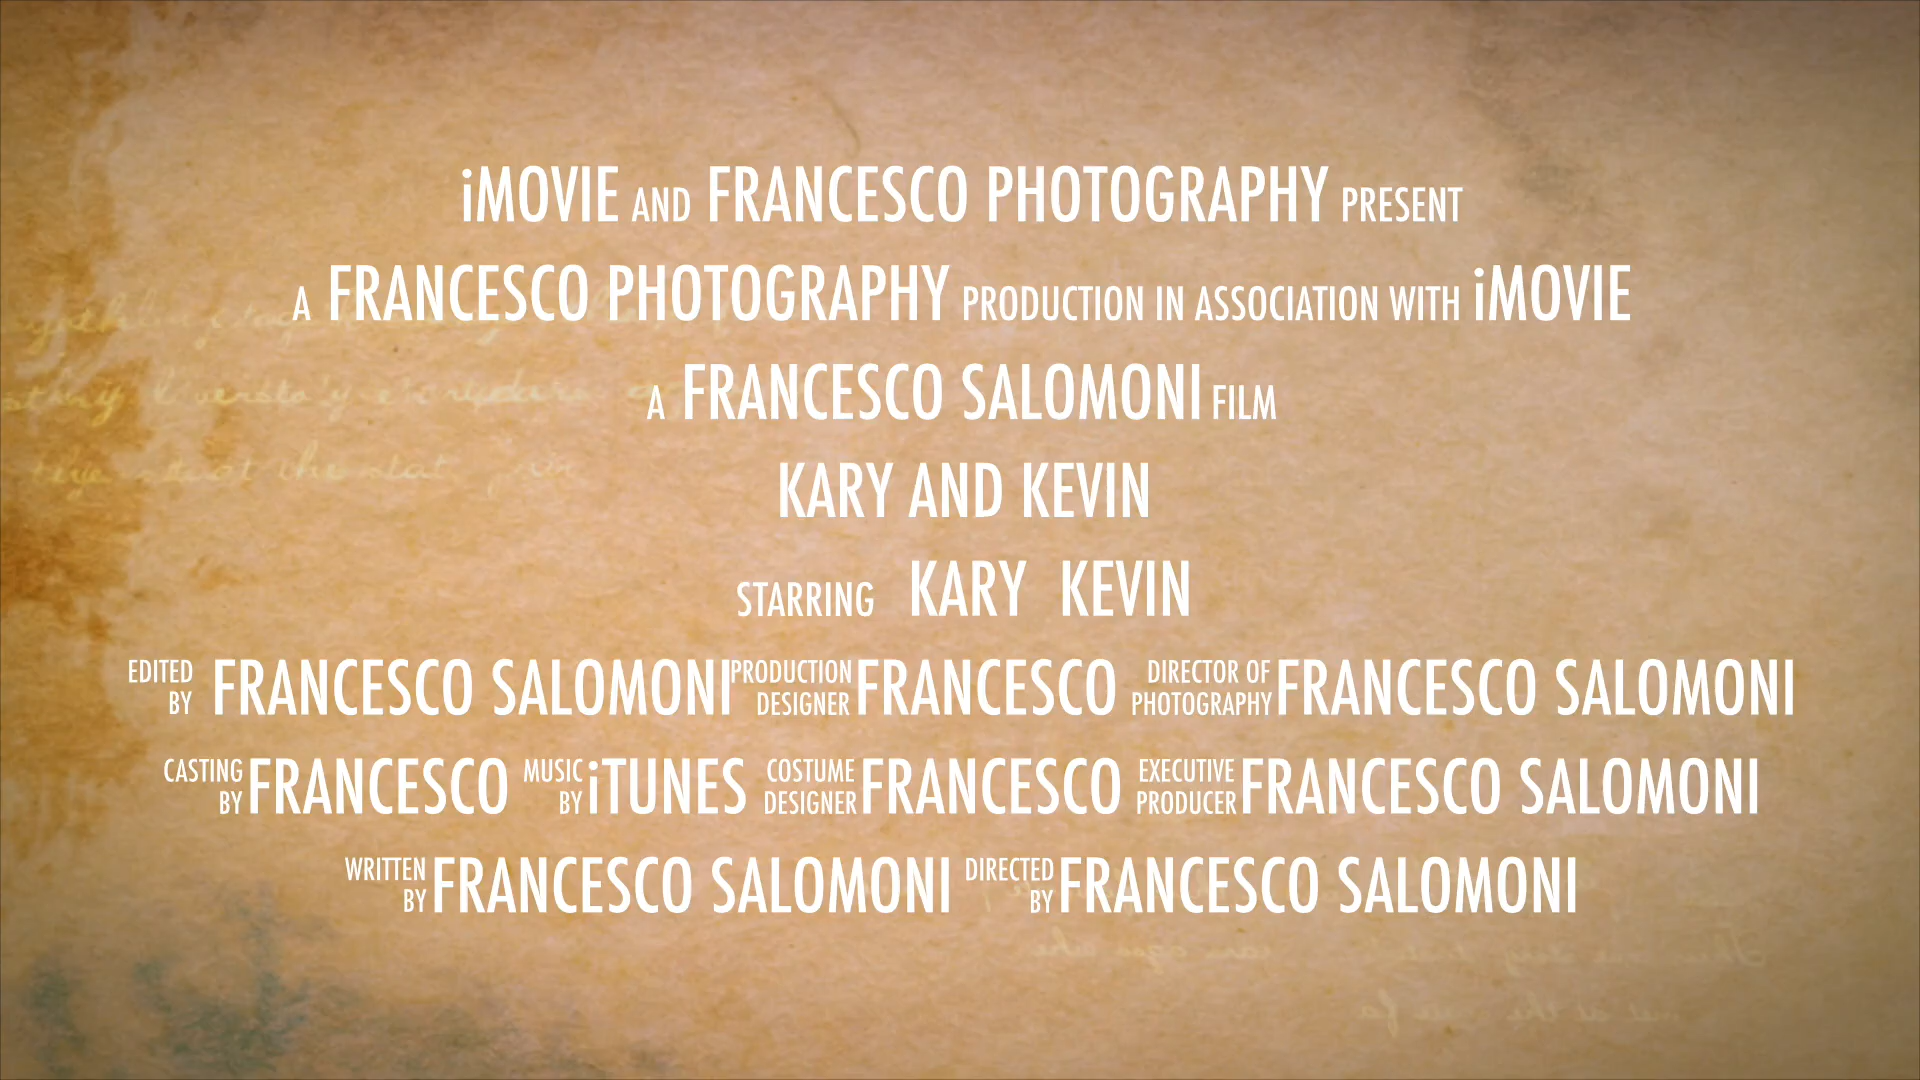 iMOVIE AND FRANCESCO PHOTOGRAPHY PRESENT
A FRANCESCO PHOTOGRAPHY PRODUCTION IN ASSOCIATION WITH iMOVIE
A FRANCESCO SALOMONI FILM
KARY AND KEVIN
STARRING KARY KEVIN
EDITED BY FRANCESCO SALOMONI PRODUCTION DESIGNER FRANCESCO DIRECTOR OF PHOTOGRAPHY FRANCESCO SALOMONI
CASTING BY FRANCESCO MUSIC BY iTUNES COSTUME DESIGNER FRANCESCO EXECUTIVE PRODUCER FRANCESCO SALOMONI
WRITTEN BY FRANCESCO SALOMONI DIRECTED BY FRANCESCO SALOMONI